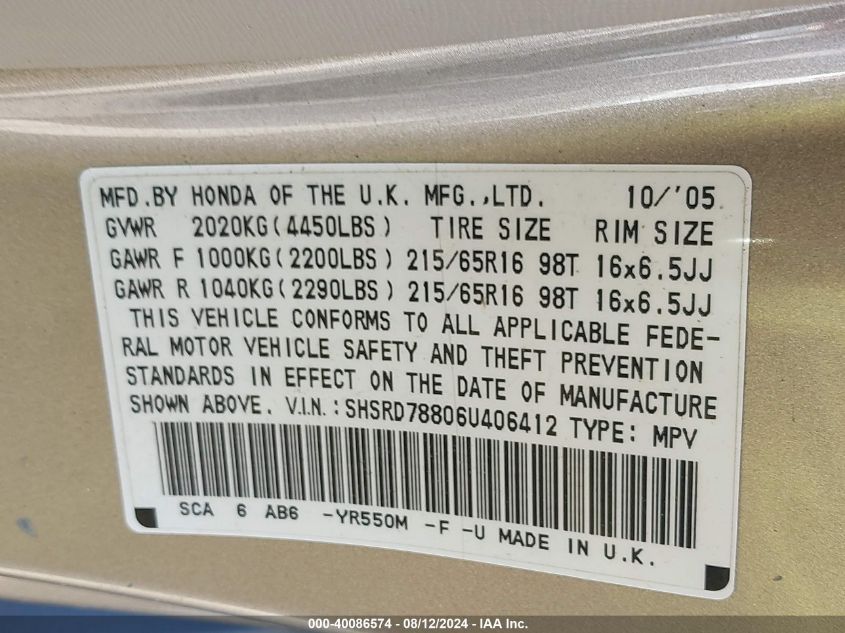 MFD.BY HONDA OF THE U.K. MFG.,LTD. 10/'05
GVWR 2020KG(4450LBS) TIRE SIZE RIM SIZE
GAWR F 1000KG(2200LBS) 215/65R16 98T 16x6.5JJ
GAWR R 1040KG(2290LBS) 215/65R16 98T 16x6.5JJ
THIS VEHICLE CONFORMS TO ALL APPLICABLE FEDE-
RAL MOTOR VEHICLE SAFETY AND THEFT PREVENTION
STANDARDS IN EFFECT ON THE DATE OF MANUFACTURE
SHOWN ABOVE. V.I.N.:SHSRD78806U406412 TYPE: MPV
SCA 6 AB6 -YR550M -F -U MADE IN U.K.
000-40086574 - 08/12/2024 - IAA Inc.